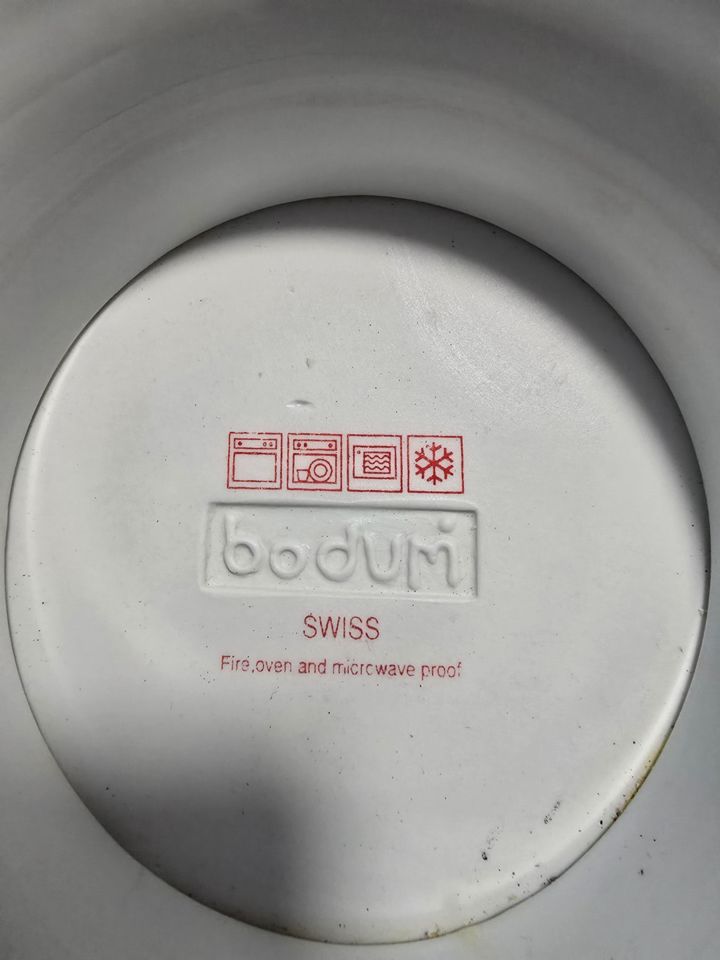 bodum
SWISS
Fire,oven and microwave proof